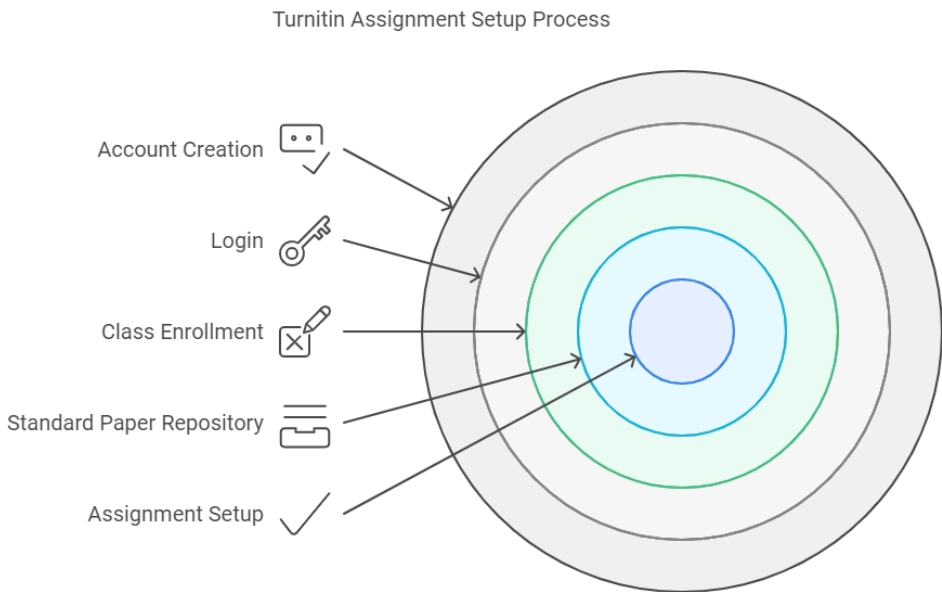 Turnitin Assignment Setup Process
Account Creation
Login
Class Enrollment
Standard Paper Repository
Assignment Setup